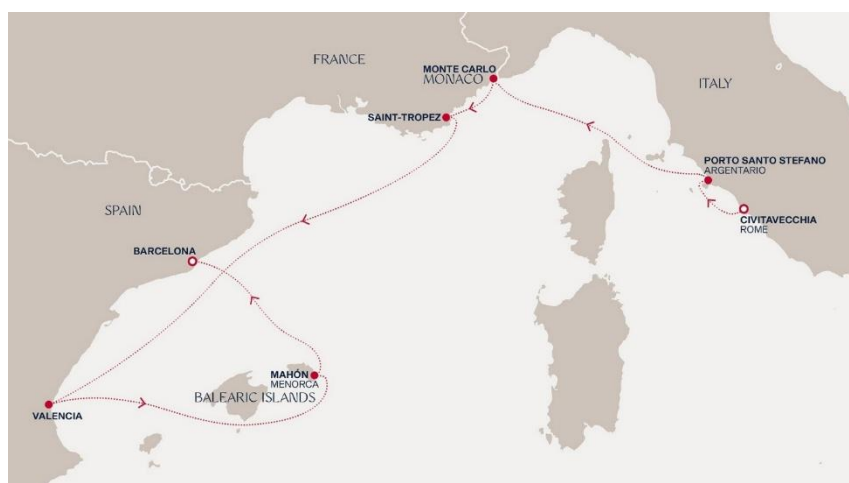 FRANCE
MONTE CARLO
MONACO
ITALY
SAINT-TROPEZ
PORTO SANTO STEFANO
ARGENTARIO
CIVITAVECCHIA
ROME
SPAIN
BARCELONA
MAHÓN
MENORCA
BALEARIC ISLANDS
VALENCIA